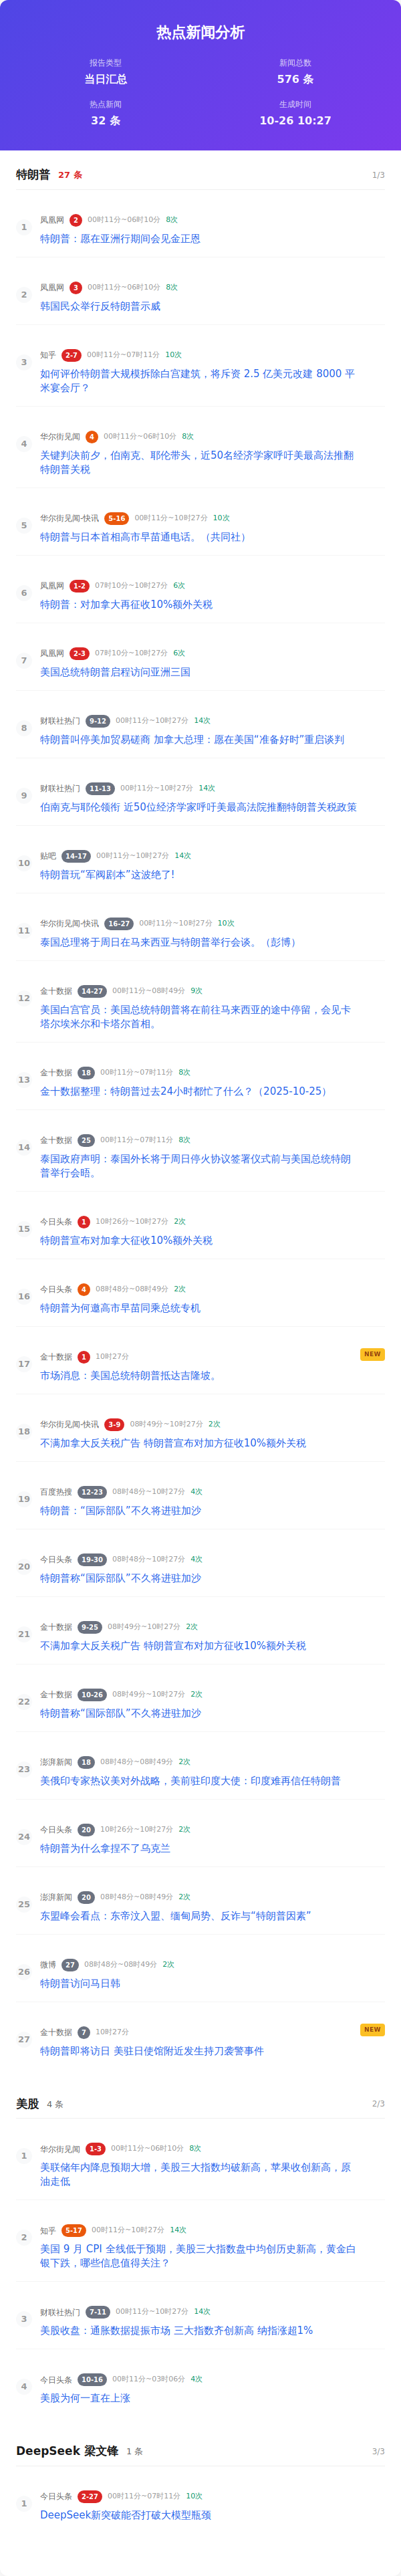 热点新闻分析
报告类型
当日汇总
新闻总数
576 条
热点新闻
32 条
生成时间
10-26 10:27
特朗普 27 条 1/3
1
凤凰网 2 00时11分~06时10分 8次
特朗普：愿在亚洲行期间会见金正恩
2
凤凰网 3 00时11分~06时10分 8次
韩国民众举行反特朗普示威
3
知乎 2-7 00时11分~07时11分 10次
如何评价特朗普大规模拆除白宫建筑，将斥资 2.5 亿美元改建 8000 平
米宴会厅？
4
华尔街见闻 4 00时11分~06时10分 8次
关键判决前夕，伯南克、耶伦带头，近50名经济学家呼吁美最高法推翻
特朗普关税
5
华尔街见闻-快讯 5-16 00时11分~10时27分 10次
特朗普与日本首相高市早苗通电话。（共同社）
6
凤凰网 1-2 07时10分~10时27分 6次
特朗普：对加拿大再征收10%额外关税
7
凤凰网 2-3 07时10分~10时27分 6次
美国总统特朗普启程访问亚洲三国
8
财联社热门 9-12 00时11分~10时27分 14次
特朗普叫停美加贸易磋商 加拿大总理：愿在美国“准备好时”重启谈判
9
财联社热门 11-13 00时11分~10时27分 14次
伯南克与耶伦领衔 近50位经济学家呼吁美最高法院推翻特朗普关税政策
10
贴吧 14-17 00时11分~10时27分 14次
特朗普玩“军阀剧本”这波绝了!
11
华尔街见闻-快讯 16-27 00时11分~10时27分 10次
泰国总理将于周日在马来西亚与特朗普举行会谈。（彭博）
12
金十数据 14-27 00时11分~08时49分 9次
美国白宫官员：美国总统特朗普将在前往马来西亚的途中停留，会见卡
塔尔埃米尔和卡塔尔首相。
13
金十数据 18 00时11分~07时11分 8次
金十数据整理：特朗普过去24小时都忙了什么？（2025-10-25）
14
金十数据 25 00时11分~07时11分 8次
泰国政府声明：泰国外长将于周日停火协议签署仪式前与美国总统特朗
普举行会晤。
15
今日头条 1 10时26分~10时27分 2次
特朗普宣布对加拿大征收10%额外关税
16
今日头条 4 08时48分~08时49分 2次
特朗普为何邀高市早苗同乘总统专机
17
金十数据 1 10时27分 NEW
市场消息：美国总统特朗普抵达吉隆坡。
18
华尔街见闻-快讯 3-9 08时49分~10时27分 2次
不满加拿大反关税广告 特朗普宣布对加方征收10%额外关税
19
百度热搜 12-23 08时48分~10时27分 4次
特朗普：“国际部队”不久将进驻加沙
20
今日头条 19-30 08时48分~10时27分 4次
特朗普称“国际部队”不久将进驻加沙
21
金十数据 9-25 08时49分~10时27分 2次
不满加拿大反关税广告 特朗普宣布对加方征收10%额外关税
22
金十数据 10-26 08时49分~10时27分 2次
特朗普称“国际部队”不久将进驻加沙
23
澎湃新闻 18 08时48分~08时49分 2次
美俄印专家热议美对外战略，美前驻印度大使：印度难再信任特朗普
24
今日头条 20 10时26分~10时27分 2次
特朗普为什么拿捏不了乌克兰
25
澎湃新闻 20 08时48分~08时49分 2次
东盟峰会看点：东帝汶入盟、缅甸局势、反诈与“特朗普因素”
26
微博 27 08时48分~08时49分 2次
特朗普访问马日韩
27
金十数据 7 10时27分 NEW
特朗普即将访日 美驻日使馆附近发生持刀袭警事件
美股 4 条 2/3
1
华尔街见闻 1-3 00时11分~06时10分 8次
美联储年内降息预期大增，美股三大指数均破新高，苹果收创新高，原
油走低
2
知乎 5-17 00时11分~10时27分 14次
美国 9 月 CPI 全线低于预期，美股三大指数盘中均创历史新高，黄金白
银下跌，哪些信息值得关注？
3
财联社热门 7-11 00时11分~10时27分 14次
美股收盘：通胀数据提振市场 三大指数齐创新高 纳指涨超1%
4
今日头条 10-16 00时11分~03时06分 4次
美股为何一直在上涨
DeepSeek 梁文锋 1 条 3/3
1
今日头条 2-27 00时11分~07时11分 10次
DeepSeek新突破能否打破大模型瓶颈